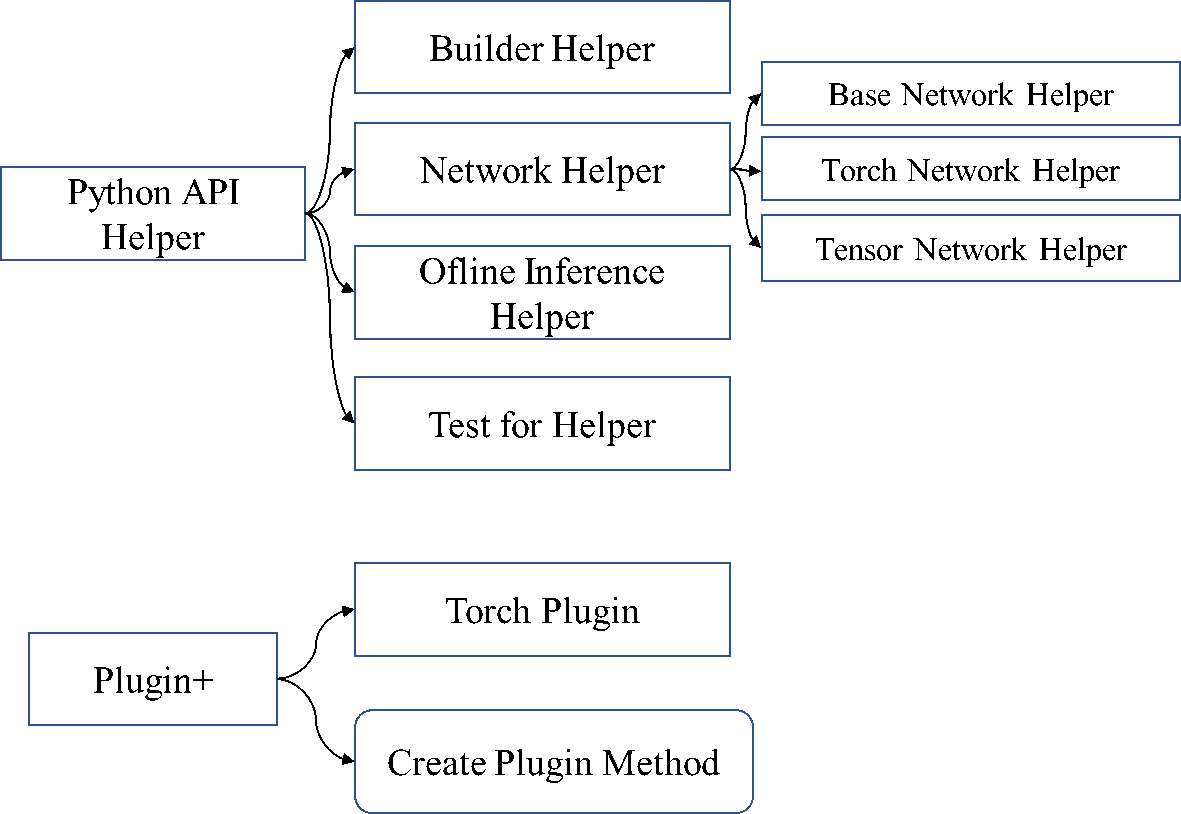 Builder Helper
Base Network Helper
Network Helper
Torch Network Helper
Python API
Helper
Tensor Network Helper
Ofline Inference
Helper
Test for Helper
Torch Plugin
Plugin+
Create Plugin Method